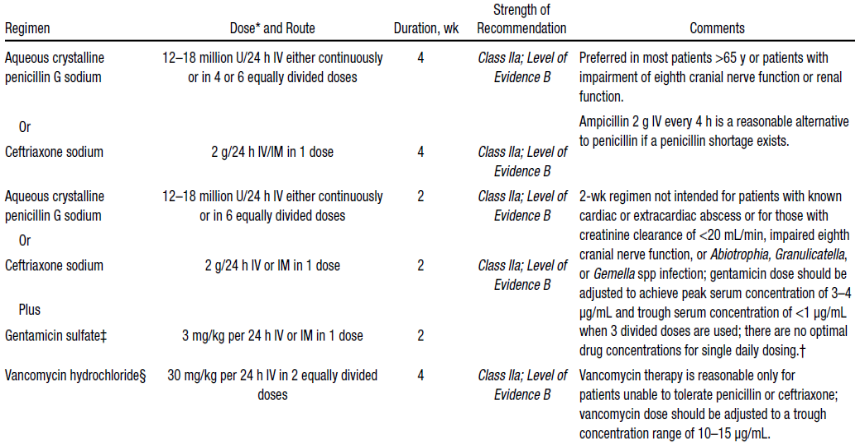 Regimen Dose* and Route Duration, wk Strength of Recommendation Comments
Aqueous crystalline penicillin G sodium 12–18 million U/24 h IV either continuously or in 4 or 6 equally divided doses 4 Class IIa; Level of Evidence B Preferred in most patients >65 y or patients with impairment of eighth cranial nerve function or renal function.
Ampicillin 2 g IV every 4 h is a reasonable alternative to penicillin if a penicillin shortage exists.
Or
Ceftriaxone sodium 2 g/24 h IV/IM in 1 dose 4 Class IIa; Level of Evidence B
Aqueous crystalline penicillin G sodium 12–18 million U/24 h IV either continuously or in 6 equally divided doses 2 Class IIa; Level of Evidence B 2-wk regimen not intended for patients with known cardiac or extracardiac abscess or for those with creatinine clearance of <20 mL/min, impaired eighth cranial nerve function, or Abiotrophia, Granulicatella, or Gemella spp infection; gentamicin dose should be adjusted to achieve peak serum concentration of 3–4 μg/mL and trough serum concentration of <1 μg/mL when 3 divided doses are used; there are no optimal drug concentrations for single daily dosing.†
Or
Ceftriaxone sodium 2 g/24 h IV or IM in 1 dose 2 Class IIa; Level of Evidence B
Plus
Gentamicin sulfate‡ 3 mg/kg per 24 h IV or IM in 1 dose 2
Vancomycin hydrochloride§ 30 mg/kg per 24 h IV in 2 equally divided doses 4 Class IIa; Level of Evidence B Vancomycin therapy is reasonable only for patients unable to tolerate penicillin or ceftriaxone; vancomycin dose should be adjusted to a trough concentration range of 10–15 μg/mL.